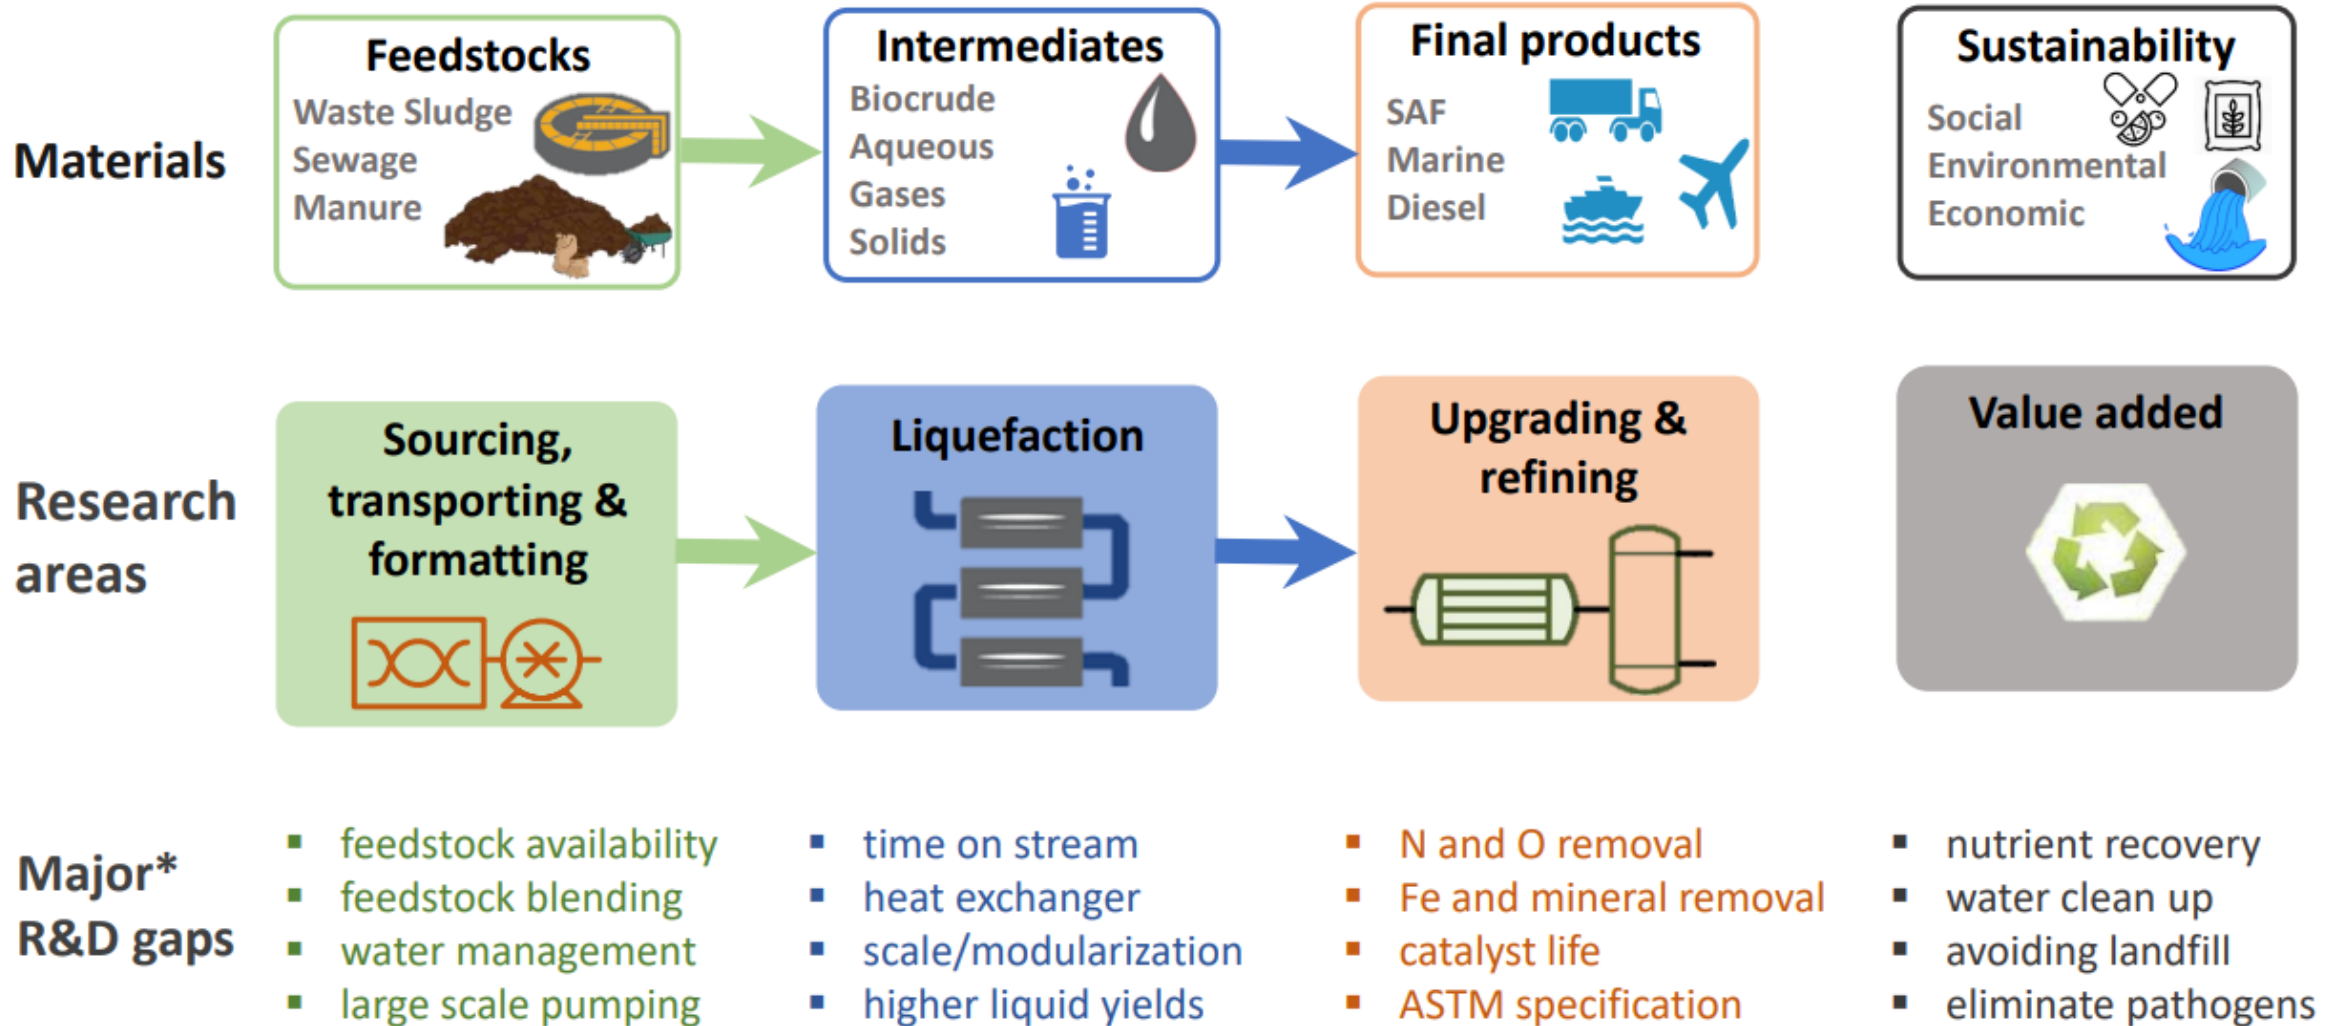 Materials
Feedstocks
Waste Sludge
Sewage
Manure
Intermediates
Biocrude
Aqueous
Gases
Solids
Final products
SAF
Marine
Diesel
Sustainability
Social
Environmental
Economic
Research
areas
Sourcing,
transporting &
formatting
Liquefaction
Upgrading &
refining
Value added
Major*
R&D gaps
▪ feedstock availability
▪ feedstock blending
▪ water management
▪ large scale pumping
▪ time on stream
▪ heat exchanger
▪ scale/modularization
▪ higher liquid yields
▪ N and O removal
▪ Fe and mineral removal
▪ catalyst life
▪ ASTM specification
▪ nutrient recovery
▪ water clean up
▪ avoiding landfill
▪ eliminate pathogens